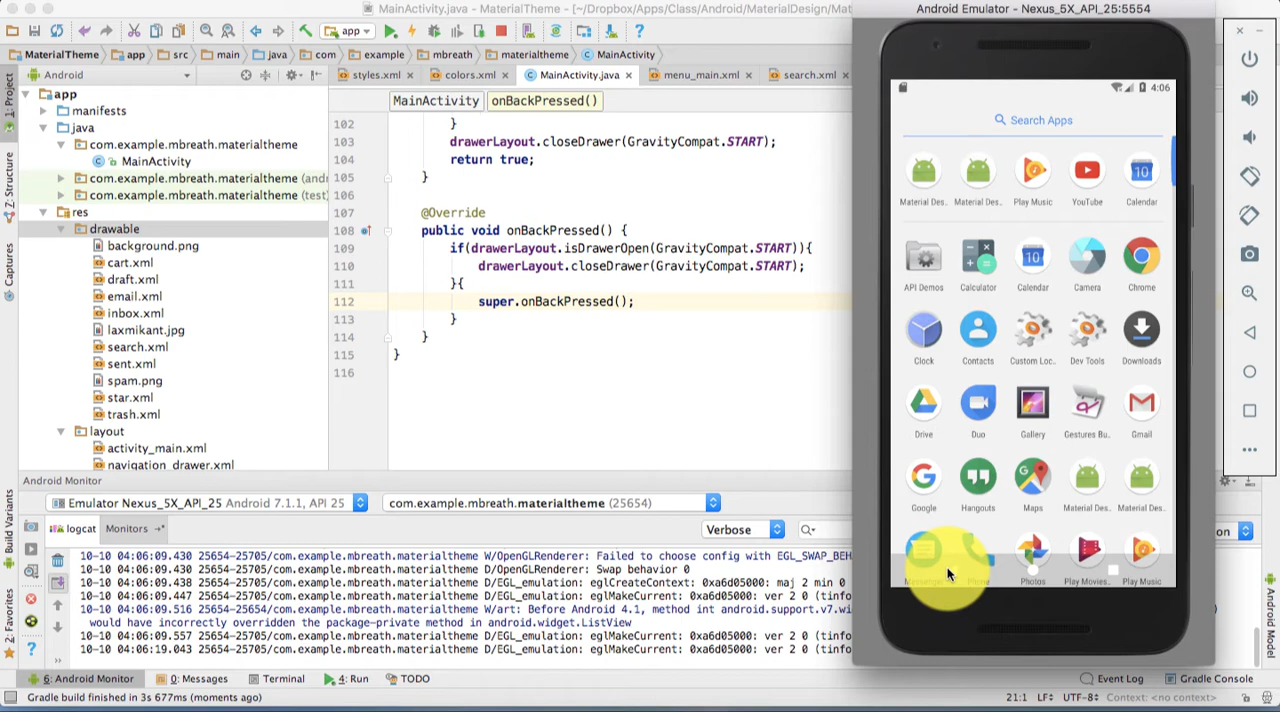 MainActivity.java - MaterialTheme - [~/Dropbox/Apps/Class/Android/MaterialDesign/Mat
Android Emulator - Nexus_5X_API_25:5554
app
MaterialTheme app src main java com example mbreath materialtheme MainActivity
Android
styles.xml colors.xml MainActivity.java menu_main.xml search.xml
MainActivity onBackPressed()
1: Project
Z: Structure
Captures
Build Variants
2: Favorites
app
manifests
java
com.example.mbreath.materialtheme
MainActivity
com.example.mbreath.materialtheme (and
com.example.mbreath.materialtheme (test
res
drawable
background.png
cart.xml
draft.xml
email.xml
inbox.xml
laxmikant.jpg
search.xml
sent.xml
spam.png
star.xml
trash.xml
layout
activity_main.xml
navigation_drawer.xml
102 }
103 drawerLayout.closeDrawer(GravityCompat.START);
104 return true;
105 }
106
107 @Override
108 public void onBackPressed() {
109 if(drawerLayout.isDrawerOpen(GravityCompat.START)){
110 drawerLayout.closeDrawer(GravityCompat.START);
111 }{
112 super.onBackPressed();
113 }
114 }
115 }
116
4:06
Search Apps
Material Des.. Material Des.. Play Music YouTube Calendar
API Demos Calculator Calendar Camera Chrome
Clock Contacts Custom Loc.. Dev Tools Downloads
Drive Duo Gallery Gestures Bu.. Gmail
Google Hangouts Maps Material Des.. Material Des..
Messenger Phone Photos Play Movies.. Play Music
Android Monitor
Emulator Nexus_5X_API_25 Android 7.1.1, API 25
com.example.mbreath.materialtheme (25654)
logcat Monitors
Verbose
on
10-10 04:06:09.430 25654-25705/com.example.mbreath.materialtheme W/OpenGLRenderer: Failed to choose config with EGL_SWAP_BEH
10-10 04:06:09.430 25654-25705/com.example.mbreath.materialtheme D/OpenGLRenderer: Swap behavior 0
10-10 04:06:09.438 25654-25705/com.example.mbreath.materialtheme D/EGL_emulation: eglCreateContext: 0xa6d05000: maj 2 min 0
10-10 04:06:09.447 25654-25705/com.example.mbreath.materialtheme D/EGL_emulation: eglMakeCurrent: 0xa6d05000: ver 2 0 (tinfo
10-10 04:06:09.516 25654-25654/com.example.mbreath.materialtheme W/art: Before Android 4.1, method int android.support.v7.wi
would have incorrectly overridden the package-private method in android.widget.ListView
10-10 04:06:09.557 25654-25705/com.example.mbreath.materialtheme D/EGL_emulation: eglMakeCurrent: 0xa6d05000: ver 2 0 (tinfo
10-10 04:06:19.043 25654-25705/com.example.mbreath.materialtheme D/EGL_emulation: eglMakeCurrent: 0xa6d05000: ver 2 0 (tinfo
Android Model
6: Android Monitor 0: Messages Terminal 4: Run TODO
Event Log Gradle Console
Gradle build finished in 3s 677ms (moments ago)
21:1 LF UTF-8 Context: <no context>